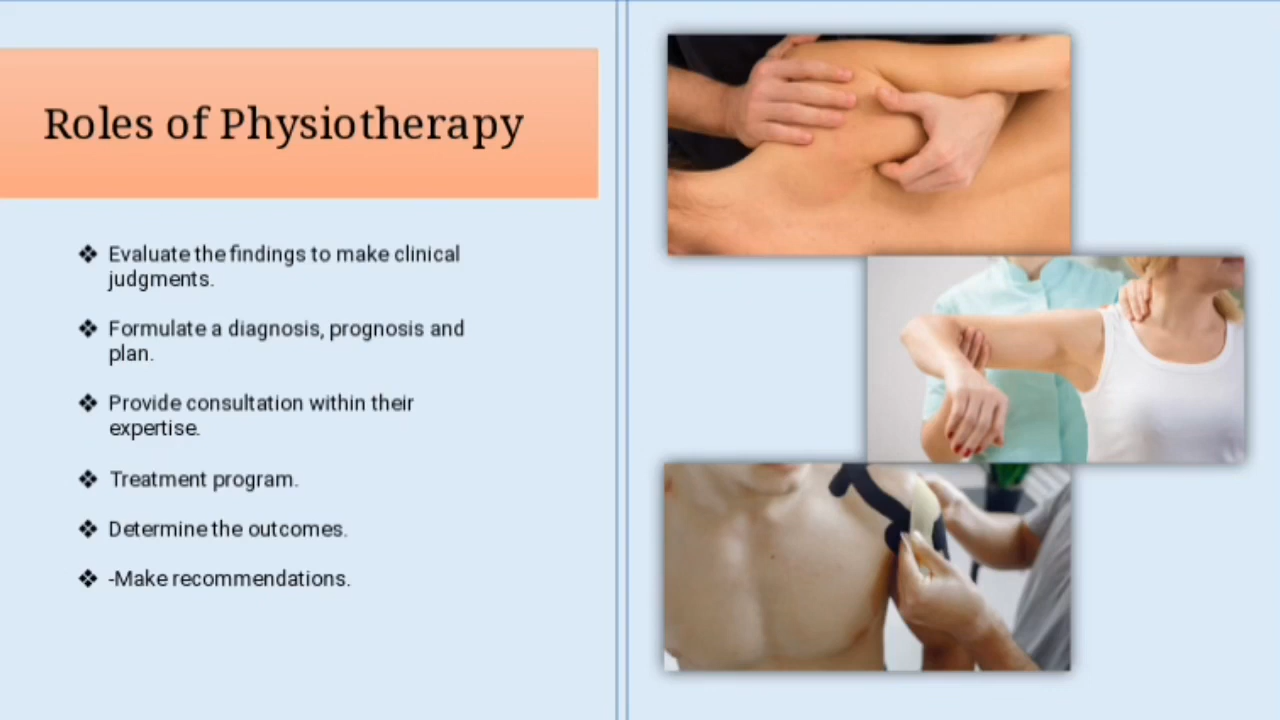 Roles of Physiotherapy
❖ Evaluate the findings to make clinical
judgments.
❖ Formulate a diagnosis, prognosis and
plan.
❖ Provide consultation within their
expertise.
❖ Treatment program.
❖ Determine the outcomes.
❖ -Make recommendations.